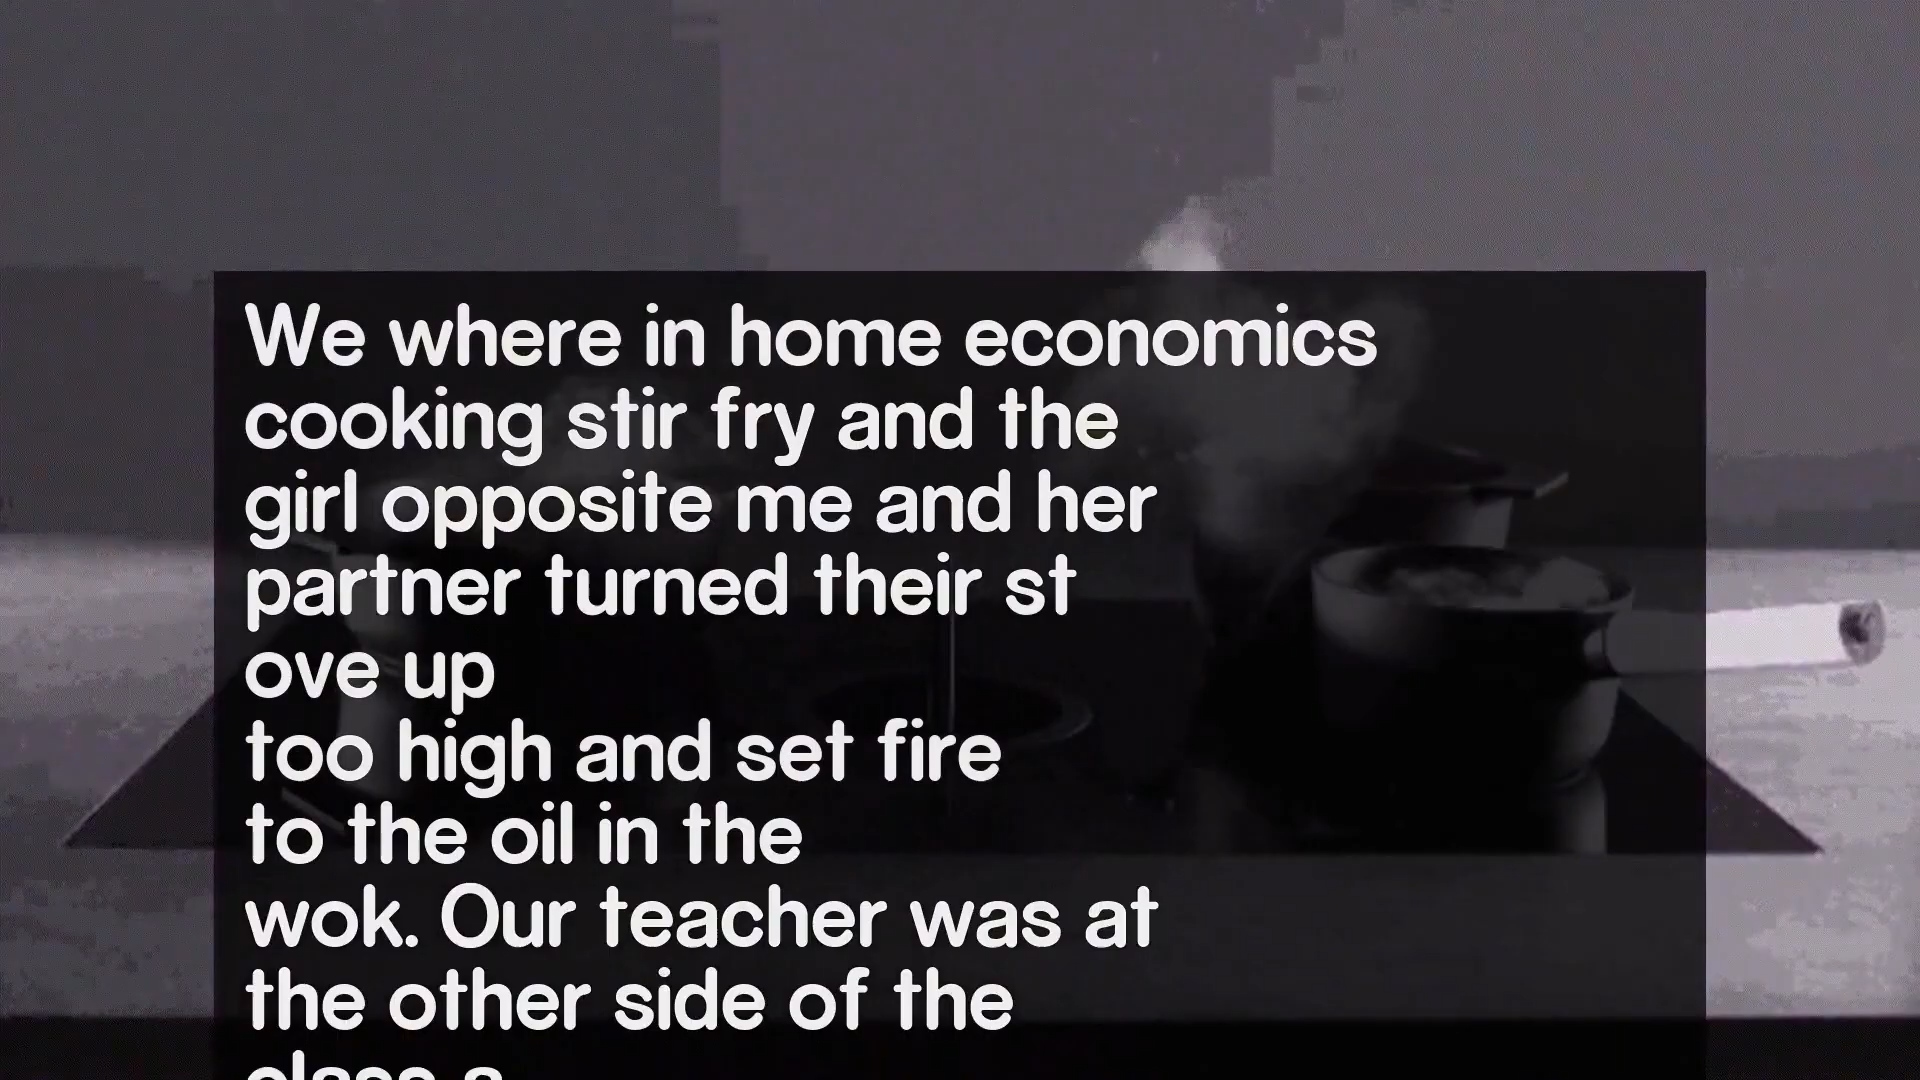 We where in home economics
cooking stir fry and the
girl opposite me and her
partner turned their st
ove up
too high and set fire
to the oil in the
wok. Our teacher was at
the other side of the
class a